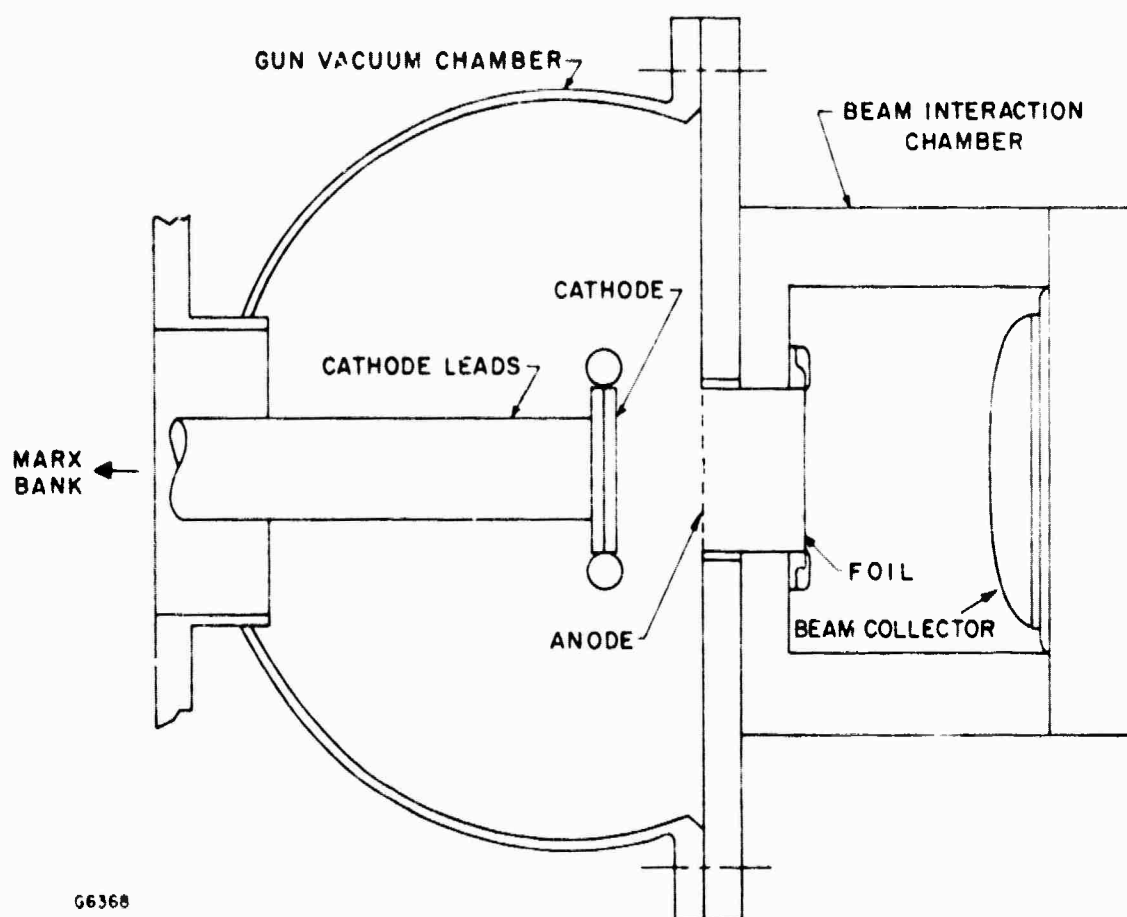 GUN VACUUM CHAMBER
BEAM INTERACTION
CHAMBER
CATHODE
CATHODE LEADS
MARX
BANK
FOIL
ANODE
BEAM COLLECTOR
G6368